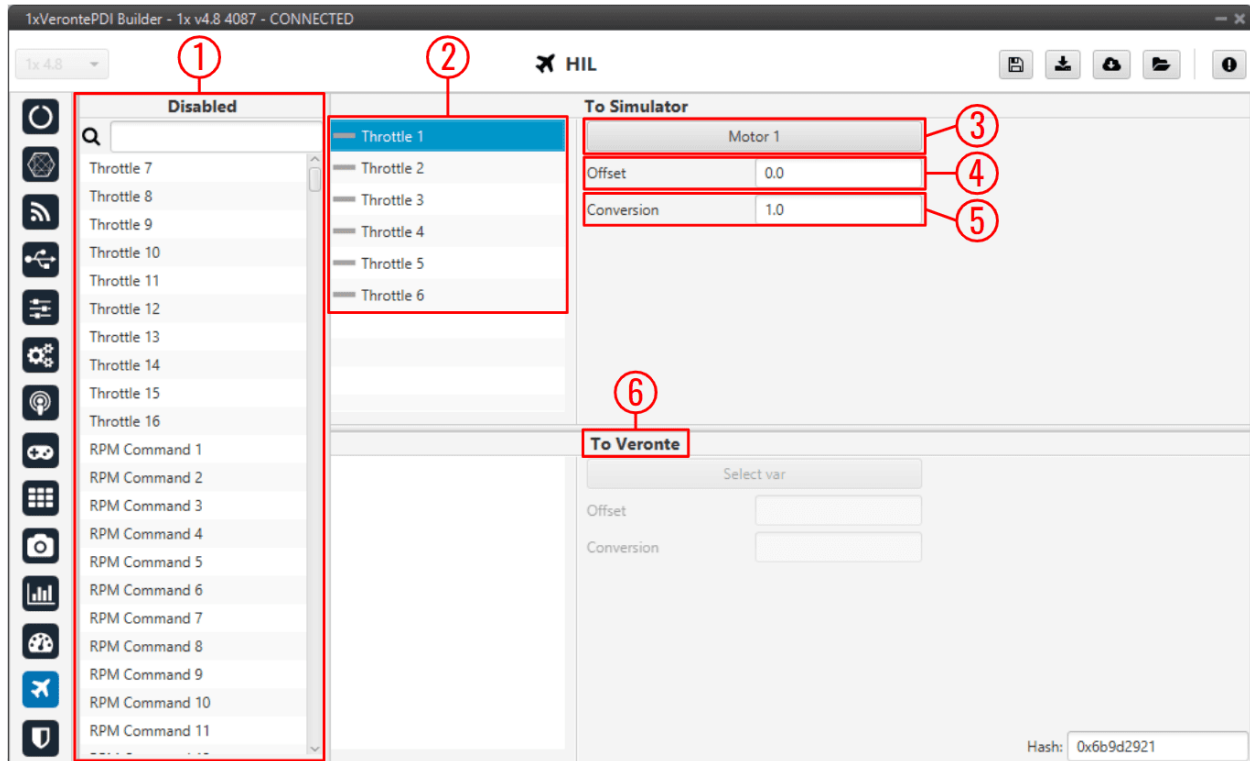 1xVerontePDI Builder - 1x v4.8 4087 - CONNECTED
1x 4.8
1
2
HIL
Disabled
To Simulator
Throttle 7
Throttle 8
Throttle 9
Throttle 10
Throttle 11
Throttle 12
Throttle 13
Throttle 14
Throttle 15
Throttle 16
RPM Command 1
RPM Command 2
RPM Command 3
RPM Command 4
RPM Command 5
RPM Command 6
RPM Command 7
RPM Command 8
RPM Command 9
RPM Command 10
RPM Command 11
Throttle 1
Throttle 2
Throttle 3
Throttle 4
Throttle 5
Throttle 6
Motor 1
3
Offset 0.0
4
Conversion 1.0
5
6
To Veronte
Select var
Offset
Conversion
Hash: 0x6b9d2921